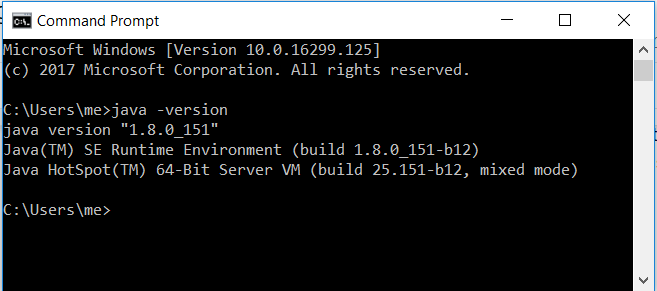 Command Prompt
Microsoft Windows [Version 10.0.16299.125]
(c) 2017 Microsoft Corporation. All rights reserved.
C:\Users\me>java -version
java version "1.8.0_151"
Java(TM) SE Runtime Environment (build 1.8.0_151-b12)
Java HotSpot(TM) 64-Bit Server VM (build 25.151-b12, mixed mode)
C:\Users\me>